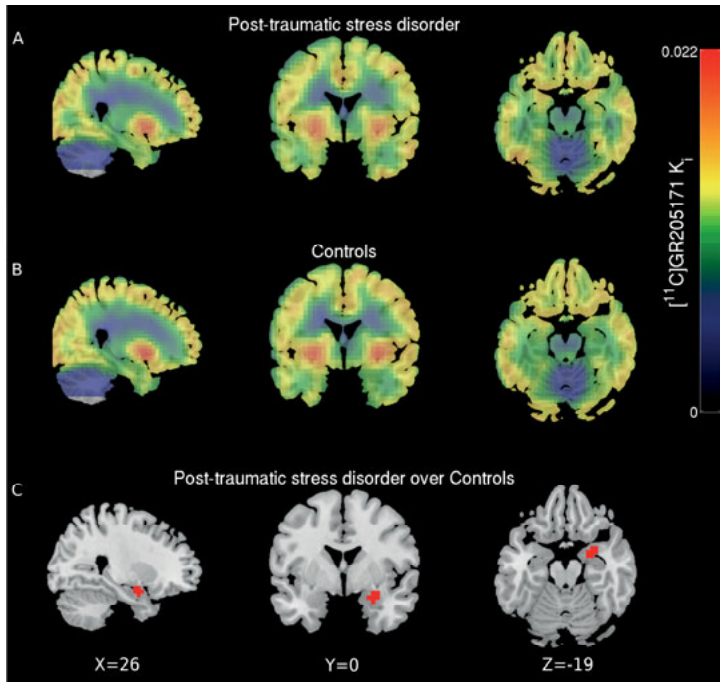 Post-traumatic stress disorder
A
0.022
[¹¹C]GR205171 Kᵢ
Controls
B
0
Post-traumatic stress disorder over Controls
C
X=26
Y=0
Z=-19